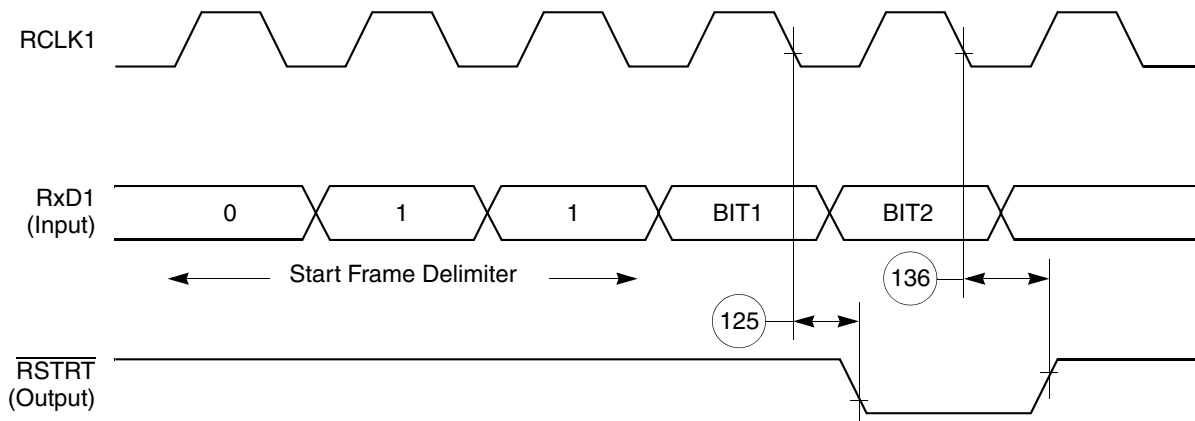 RCLK1
RxD1
(Input)
0
1
1
BIT1
BIT2
Start Frame Delimiter
136
125
RSTRT
(Output)